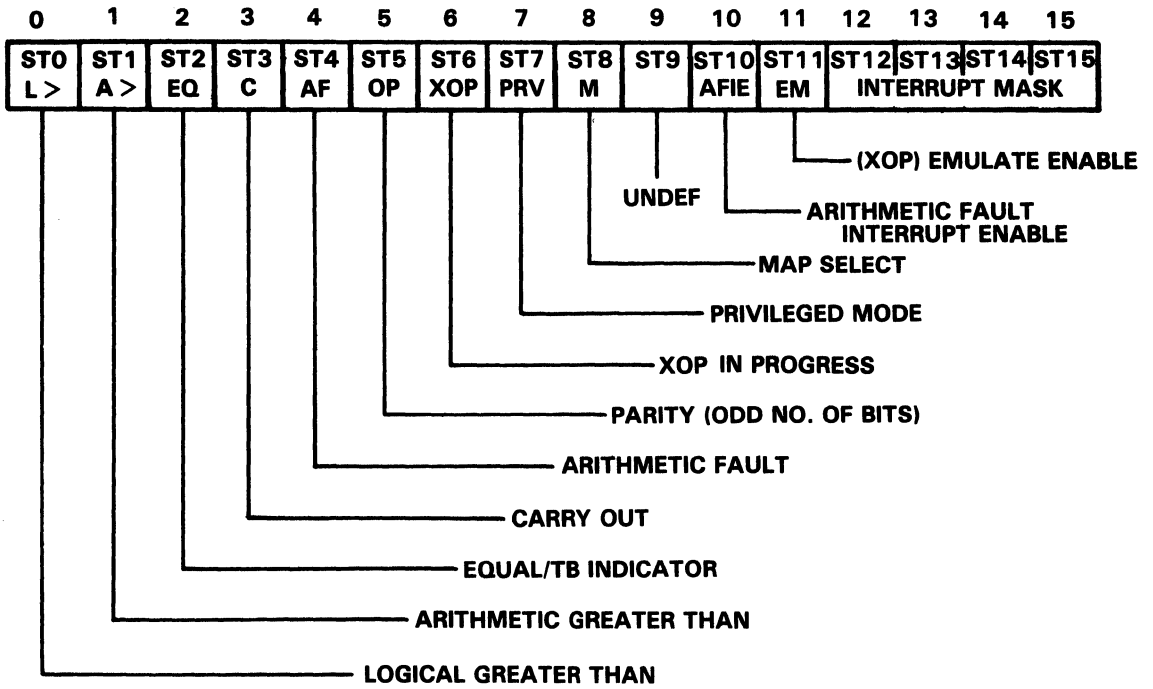 0 1 2 3 4 5 6 7 8 9 10 11 12 13 14 15
ST0 ST1 ST2 ST3 ST4 ST5 ST6 ST7 ST8 ST9 ST10 ST11 ST12 ST13 ST14 ST15
L > A > EQ C AF OP XOP PRV M AFIE EM INTERRUPT MASK
(XOP) EMULATE ENABLE
UNDEF
ARITHMETIC FAULT
INTERRUPT ENABLE
MAP SELECT
PRIVILEGED MODE
XOP IN PROGRESS
PARITY (ODD NO. OF BITS)
ARITHMETIC FAULT
CARRY OUT
EQUAL/TB INDICATOR
ARITHMETIC GREATER THAN
LOGICAL GREATER THAN